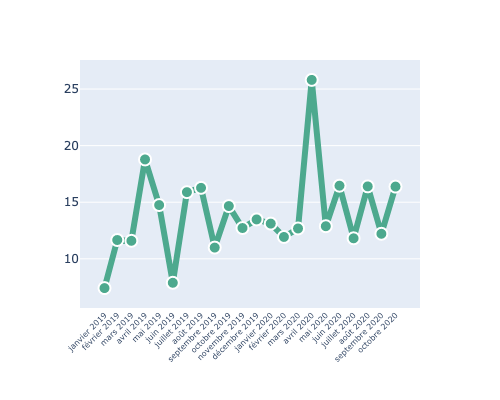 25
20
15
10
janvier 2019
février 2019
mars 2019
avril 2019
mai 2019
juin 2019
juillet 2019
août 2019
septembre 2019
octobre 2019
novembre 2019
décembre 2019
janvier 2020
février 2020
mars 2020
avril 2020
mai 2020
juin 2020
juillet 2020
août 2020
septembre 2020
octobre 2020